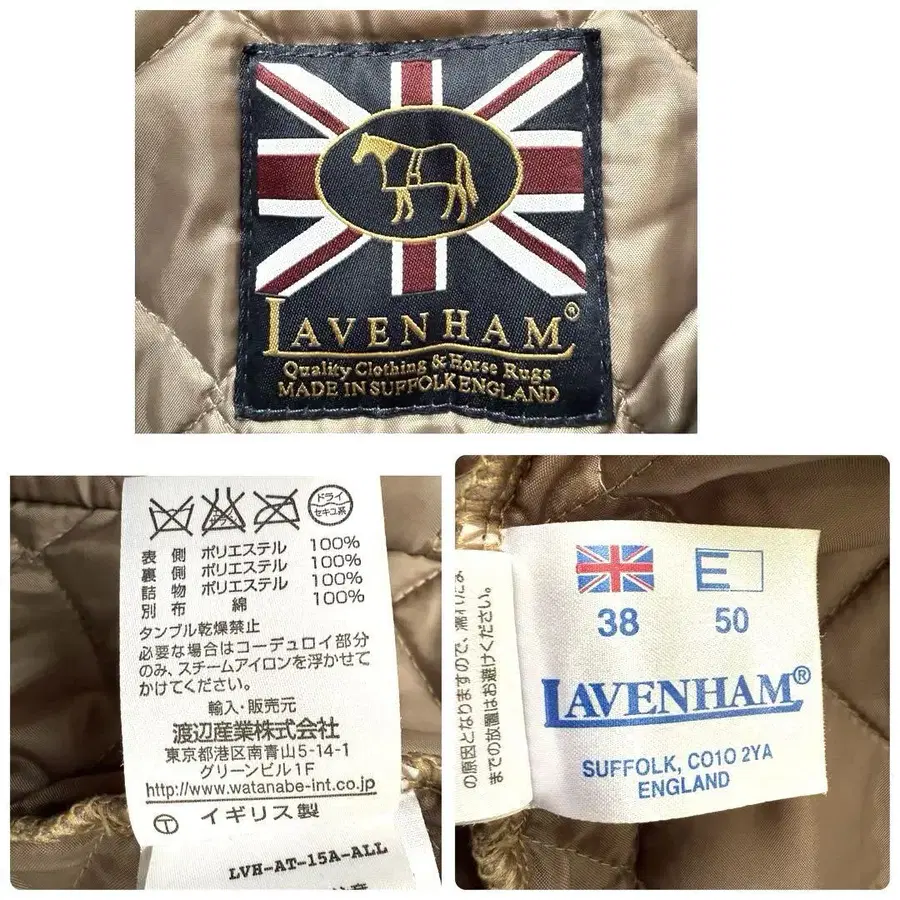 LAVENHAM®
Quality Clothing & Horse Rugs
MADE IN SUFFOLK ENGLAND
ドライ
セキユ系
表側 ポリエステル 100%
裏側 ポリエステル 100%
詰物 ポリエステル 100%
別布 綿 100%
タンブル乾燥禁止
必要な場合はコーデュロイ部分
のみ、スチームアイロンを浮かせて
かけてください。
輸入・販売元
渡辺産業株式会社
東京都港区南青山5-14-1
グリーンビル1F
http://www.watanabe-int.co.jp
Ⓣ イギリス製
LVH-AT-15A-ALL
の原因となりますので、濡れたま
までの放置はお避けください。
E
38
50
LAVENHAM®
SUFFOLK, CO10 2YA
ENGLAND